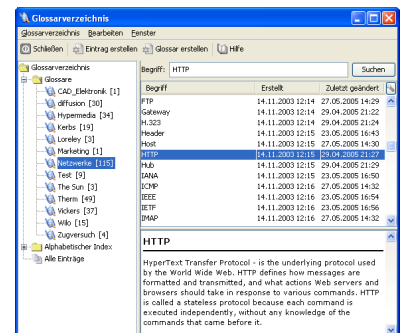 Glossarverzeichnis
Glossarverzeichnis Bearbeiten Fenster
Schließen Eintrag erstellen Glossar erstellen Hilfe
Glossarverzeichnis
Glossare
CAD_Elektronik [1]
diffusion [30]
Hypermedia [34]
Kerbs [19]
Loreley [3]
Marketing [1]
Netzwerke [115]
Test [9]
The Sun [3]
Therm [49]
Vickers [37]
Wilo [15]
Zugversuch [4]
Alphabetischer Index
Alle Einträge
Begriff: HTTP Suchen
Begriff Erstellt Zuletzt geändert
FTP 14.11.2003 12:14 27.05.2005 14:29
Gateway 14.11.2003 12:14 29.04.2005 21:22
H.323 14.11.2003 12:14 29.04.2005 21:24
Header 14.11.2003 12:15 23.05.2005 16:43
Host 14.11.2003 12:15 27.05.2005 14:30
HTTP 14.11.2003 12:15 29.04.2005 21:27
Hub 14.11.2003 12:15 29.04.2005 21:29
IANA 14.11.2003 12:15 23.05.2005 16:50
ICMP 14.11.2003 12:16 27.05.2005 14:32
IEEE 14.11.2003 12:16 23.05.2005 16:54
IETF 14.11.2003 12:16 23.05.2005 16:56
IMAP 14.11.2003 12:16 27.05.2005 14:32
HTTP
HyperText Transfer Protocol - is the underlying protocol used
by the World Wide Web. HTTP defines how messages are
formatted and transmitted, and what actions Web servers and
browsers should take in response to various commands. HTTP
is called a stateless protocol because each command is
executed independently, without any knowledge of the
commands that came before it.